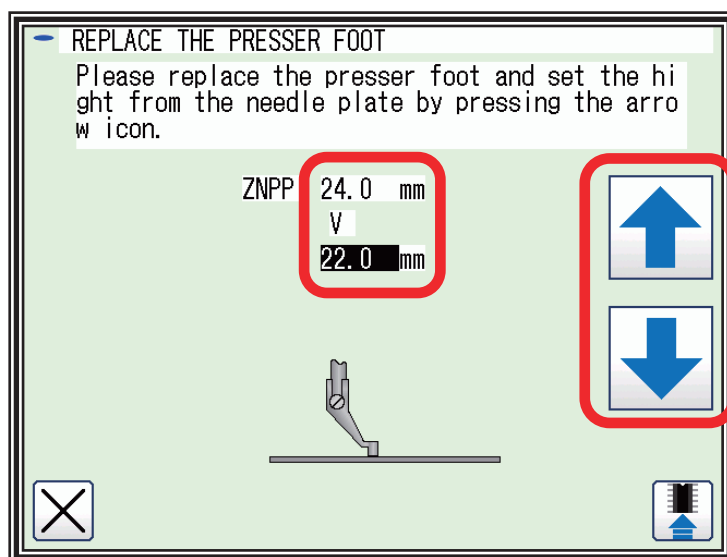 REPLACE THE PRESSER FOOT
Please replace the presser foot and set the hi
ght from the needle plate by pressing the arro
w icon.
ZNPP 24.0 mm
V
22.0 mm